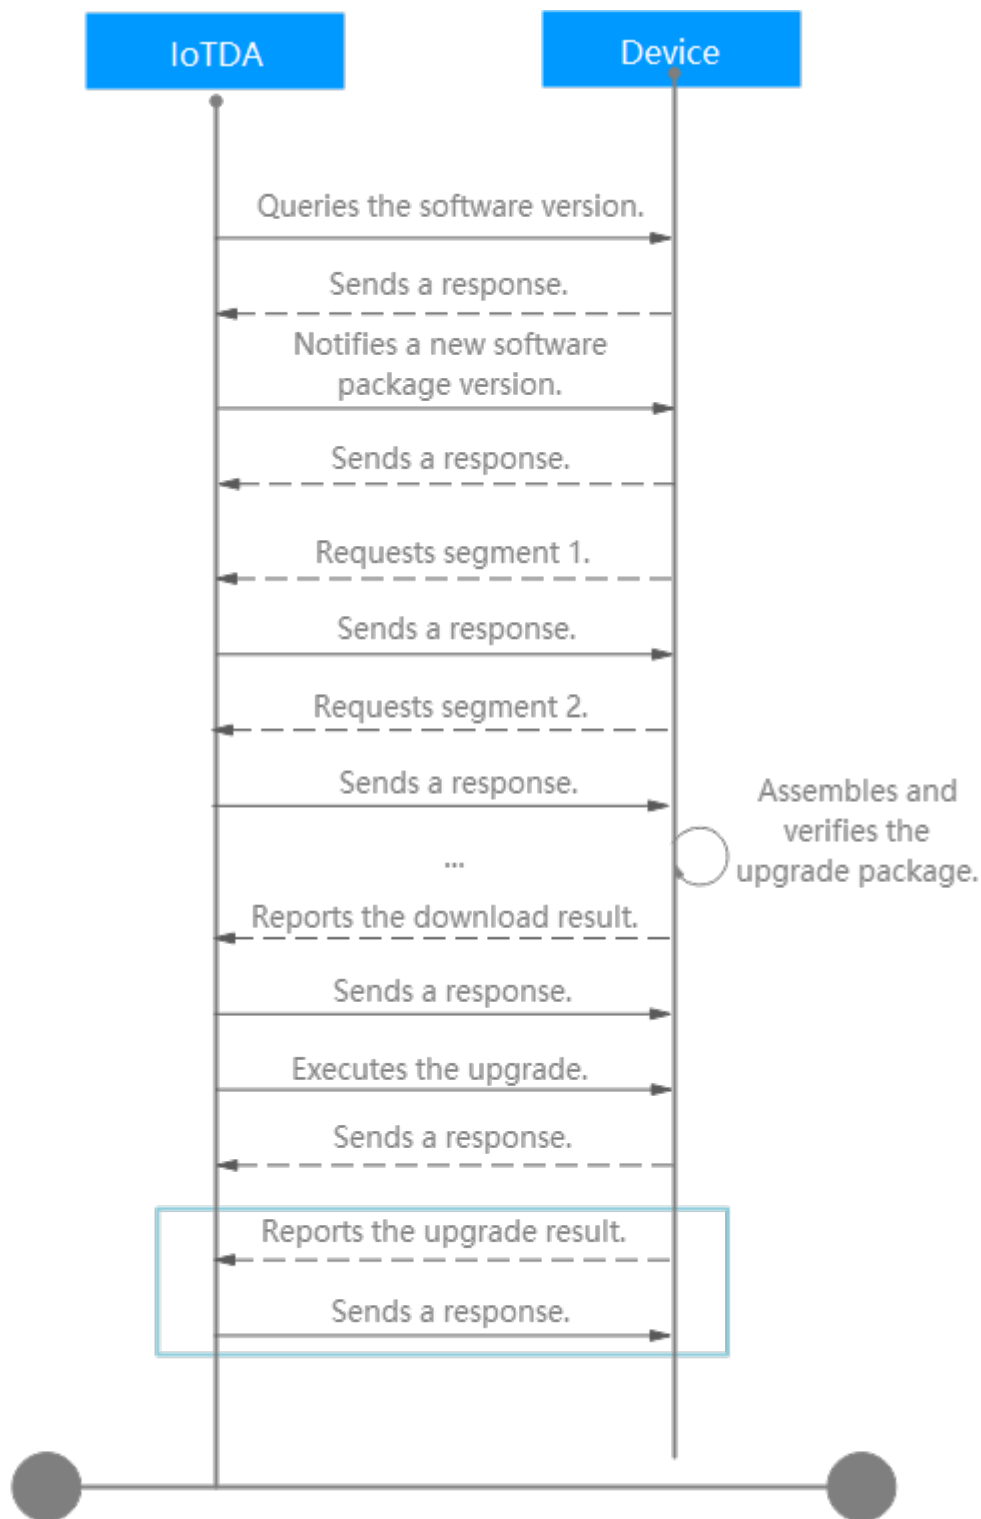 IoTDA
Device
Queries the software version.
Sends a response.
Notifies a new software
package version.
Sends a response.
Requests segment 1.
Sends a response.
Requests segment 2.
Sends a response.
Assembles and
verifies the
upgrade package.
...
Reports the download result.
Sends a response.
Executes the upgrade.
Sends a response.
Reports the upgrade result.
Sends a response.